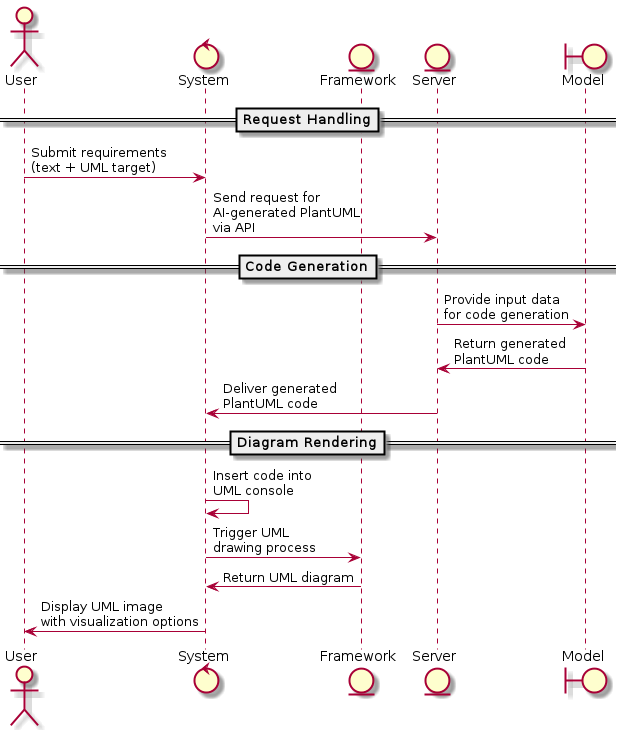 User System Framework Server Model
Request Handling
Submit requirements
(text + UML target)
Send request for
AI-generated PlantUML
via API
Code Generation
Provide input data
for code generation
Return generated
PlantUML code
Deliver generated
PlantUML code
Diagram Rendering
Insert code into
UML console
Trigger UML
drawing process
Return UML diagram
Display UML image
with visualization options
User System Framework Server Model